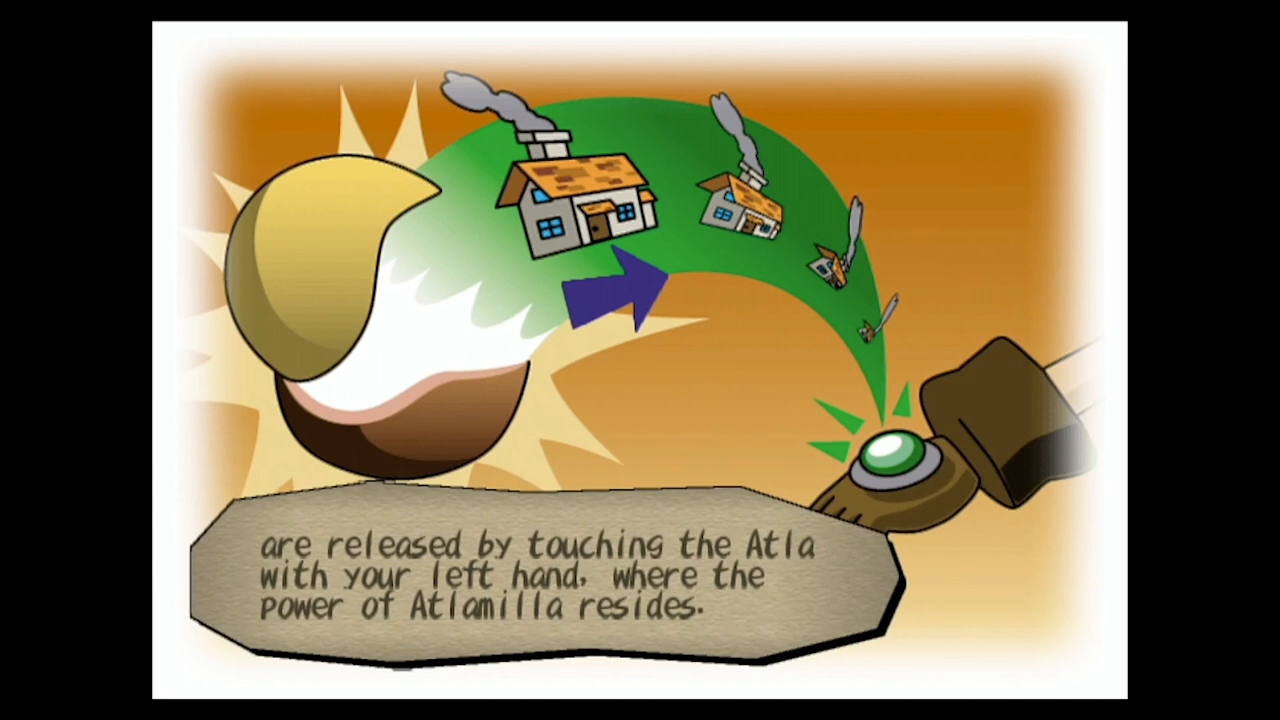 are released by touching the Atla
with your left hand, where the
power of Atlamilla resides.